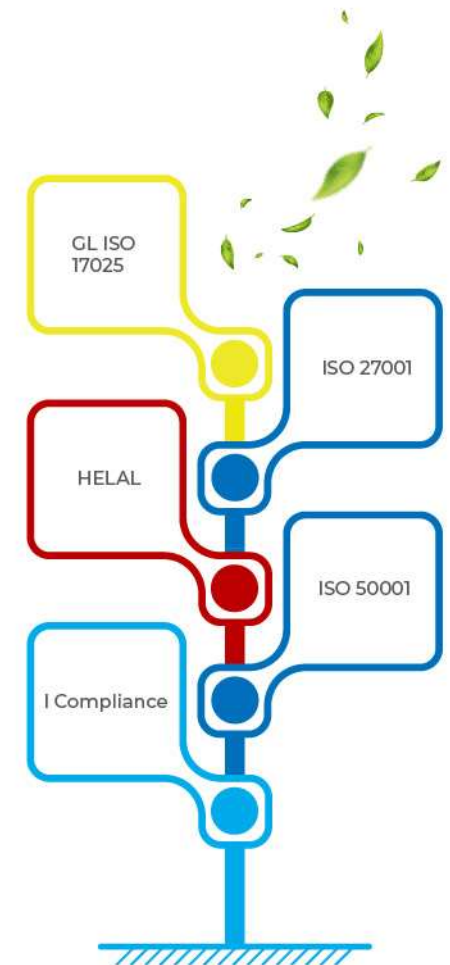 GL ISO
17025
ISO 27001
HELAL
ISO 50001
I Compliance